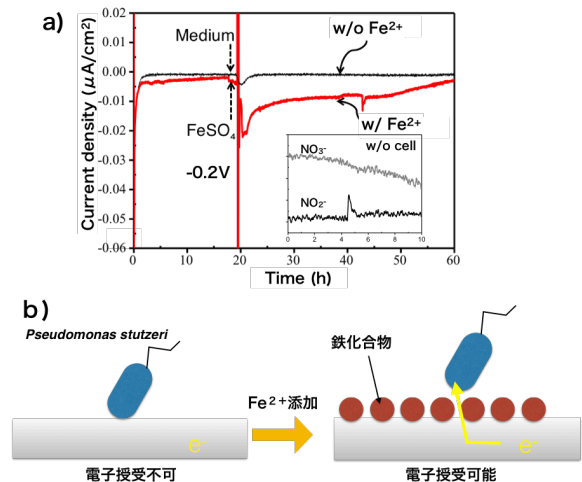 a)
0.02
0.01
0.00
-0.01
-0.02
-0.03
-0.04
-0.05
-0.06
Current density (μA/cm²)
Medium
w/o Fe²⁺
FeSO₄
w/ Fe²⁺
-0.2V
w/o cell
NO₃⁻
NO₂⁻
0 2 4 6 8 10
0 10 20 30 40 50 60
Time (h)
b)
Pseudomonas stutzeri
鉄化合物
Fe²⁺添加
e⁻
e⁻
電子授受不可
電子授受可能